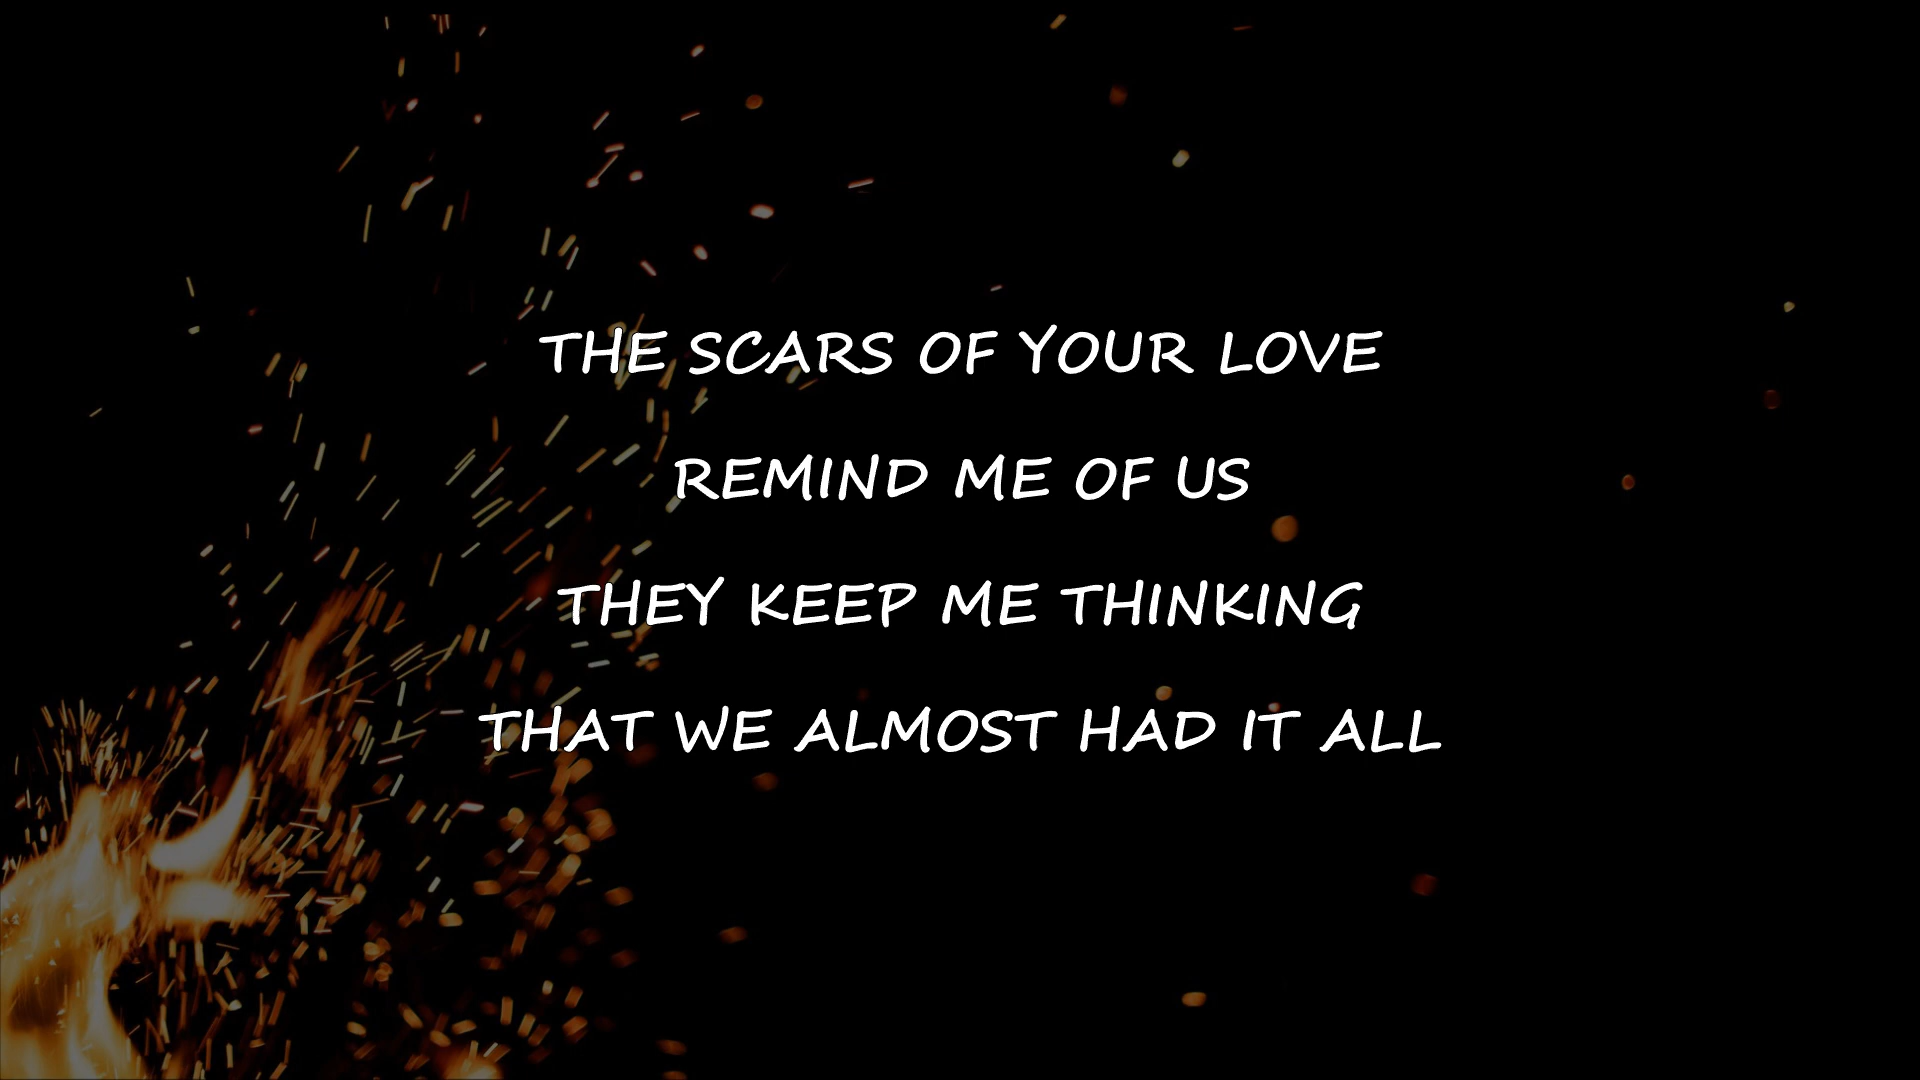 THE SCARS OF YOUR LOVE
REMIND ME OF US
THEY KEEP ME THINKING
THAT WE ALMOST HAD IT ALL